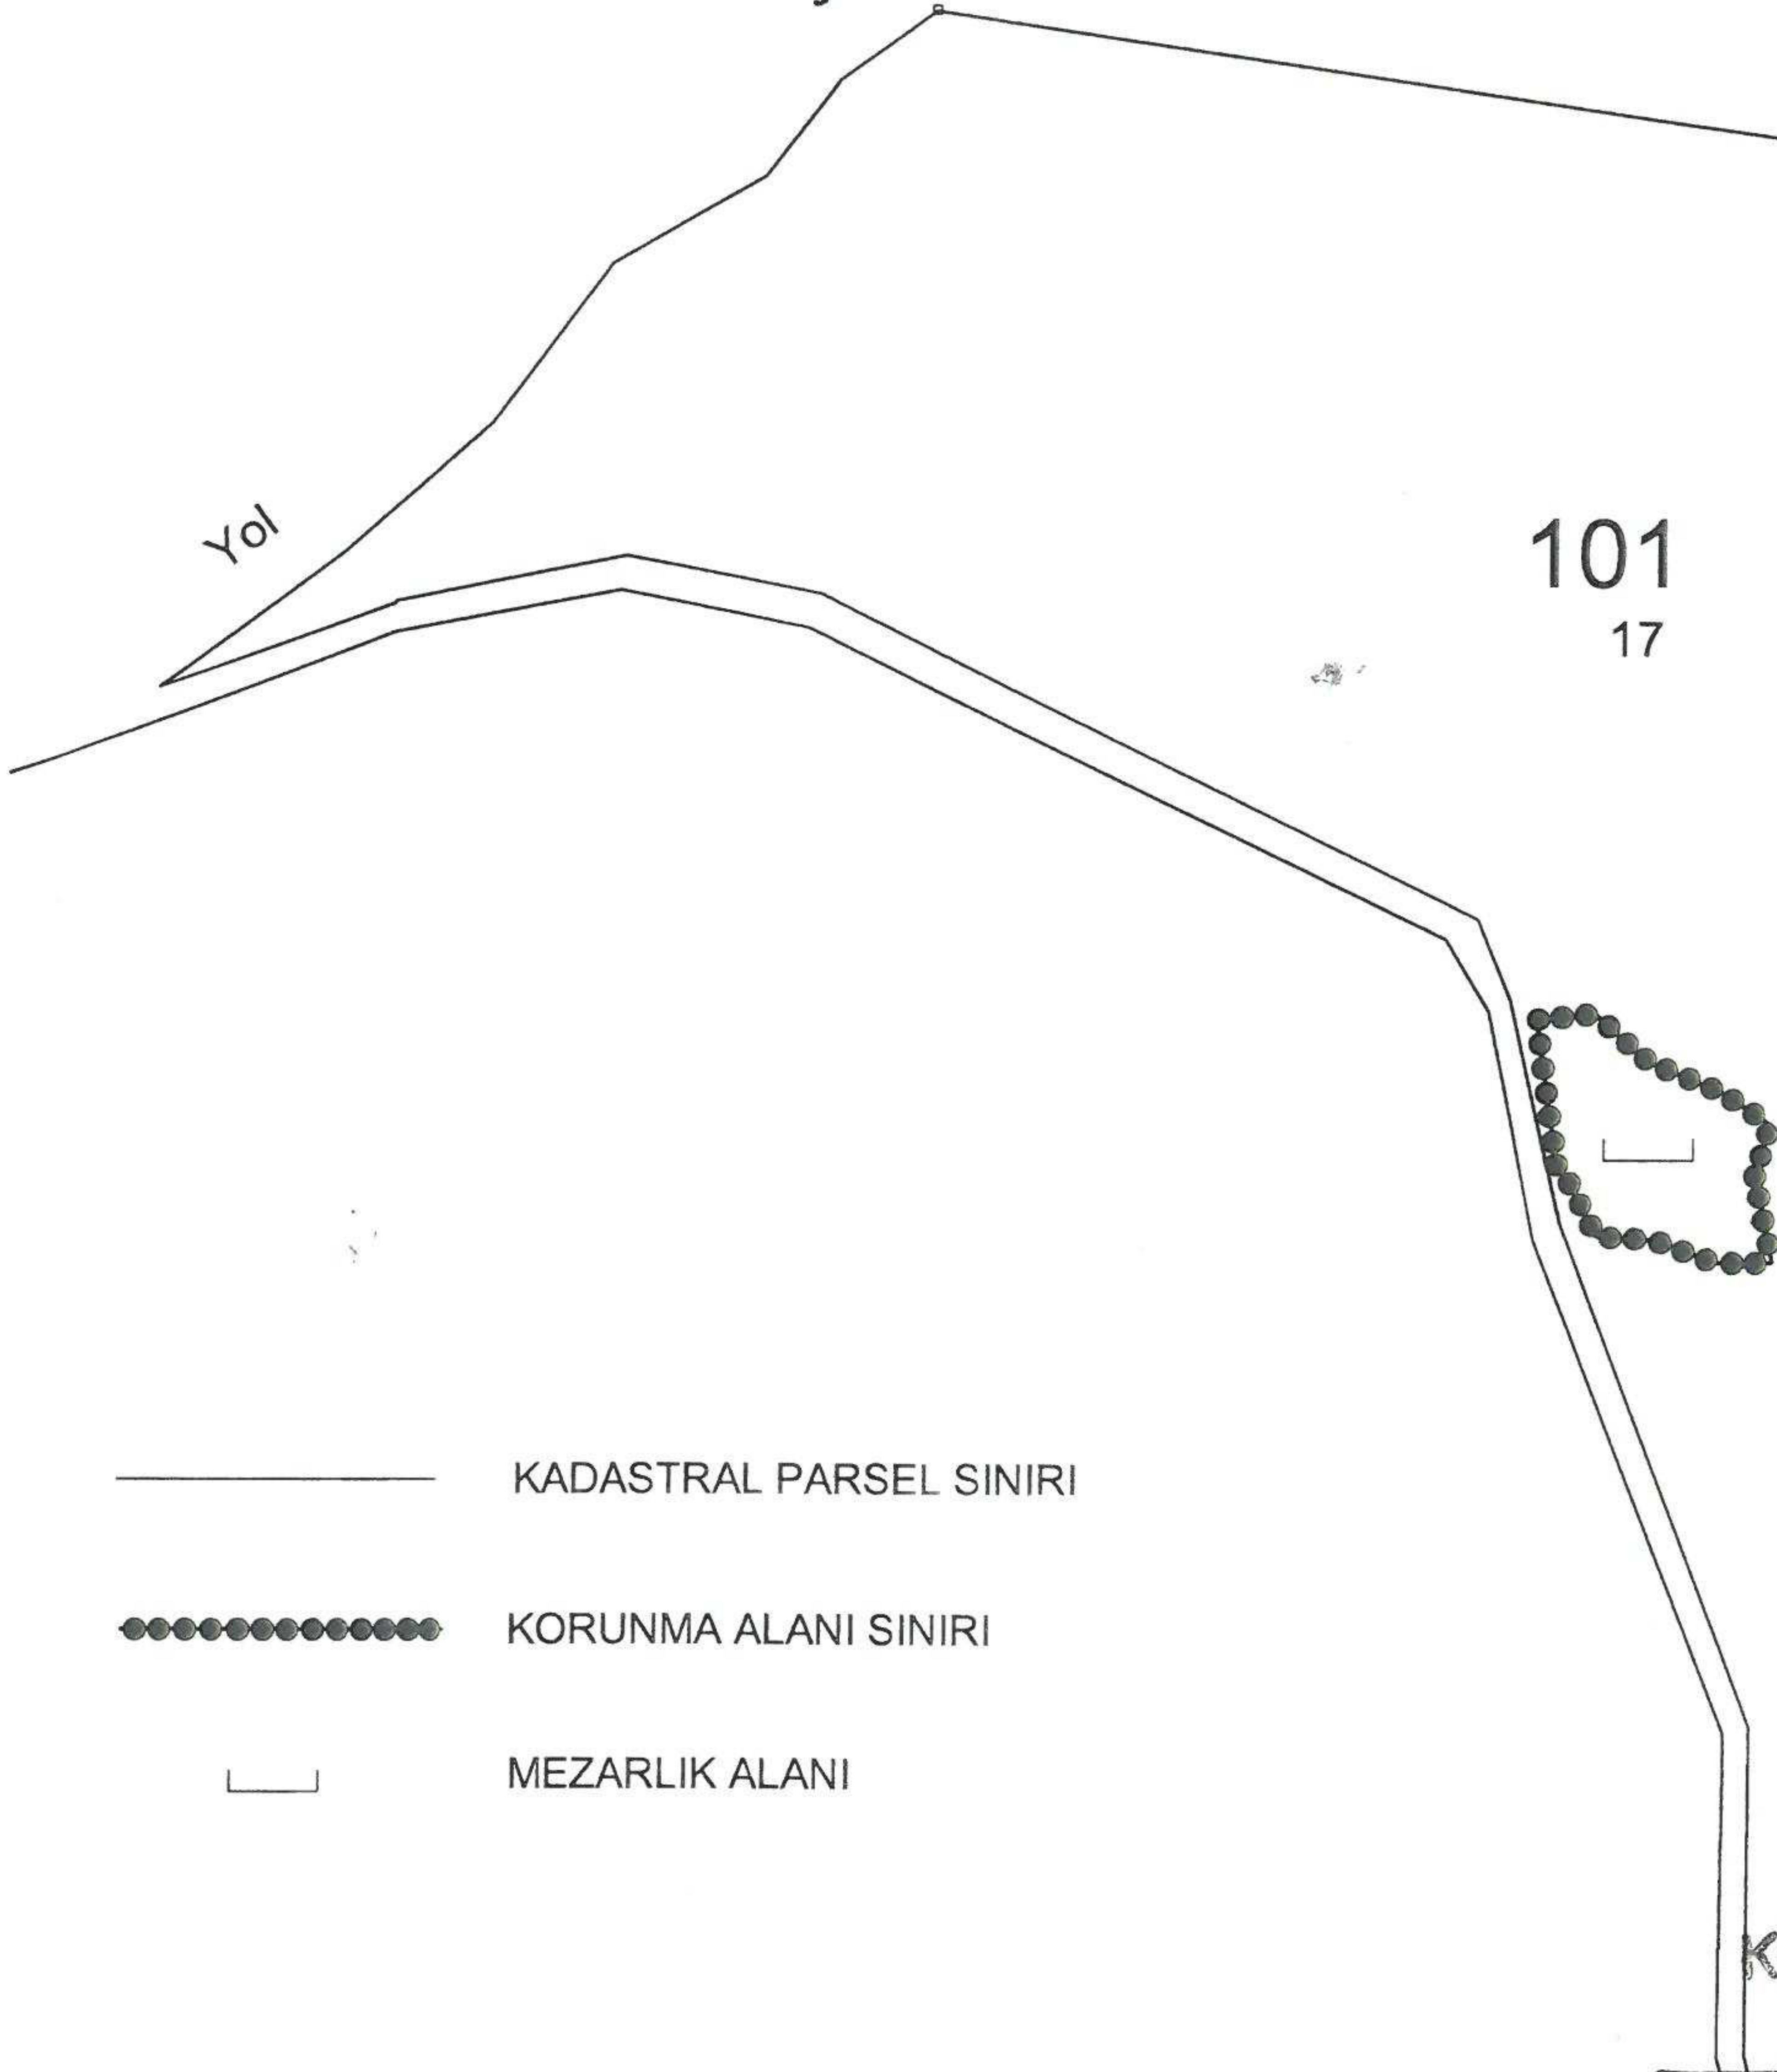 Yol
101
17
KADASTRAL PARSEL SINIRI
KORUNMA ALANI SINIRI
MEZARLIK ALANI
K